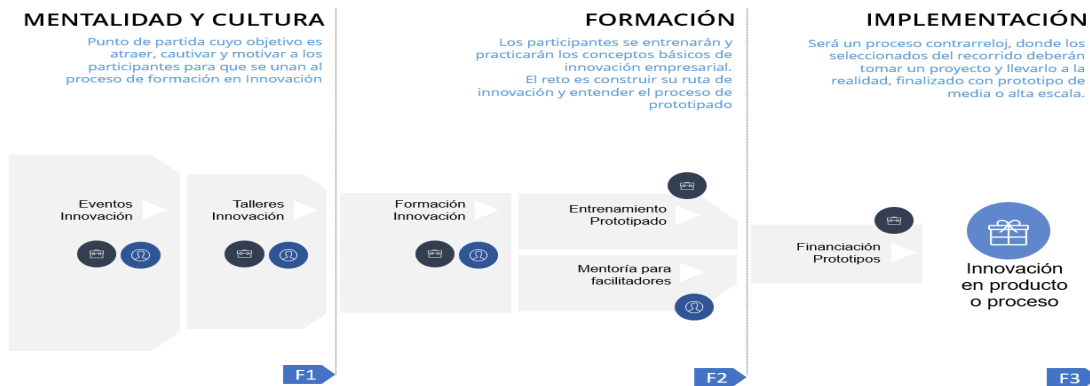 MENTALIDAD Y CULTURA
Punto de partida cuyo objetivo es
atraer, cautivar y motivar a los
participantes para que se unan al
proceso de formación en Innovación
Eventos
Innovación
Talleres
Innovación
F1
FORMACIÓN
Los participantes se entrenarán y
practicarán los conceptos básicos de
innovación empresarial.
El reto es construir su ruta de
innovación y entender el proceso de
prototipado
Formación
Innovación
Entrenamiento
Prototipado
Mentoría para
facilitadores
F2
IMPLEMENTACIÓN
Será un proceso contrarreloj, donde los
seleccionados del recorrido deberán
tomar un proyecto y llevarlo a la
realidad, finalizado con prototipo de
media o alta escala.
Financiación
Prototipos
Innovación
en producto
o proceso
F3